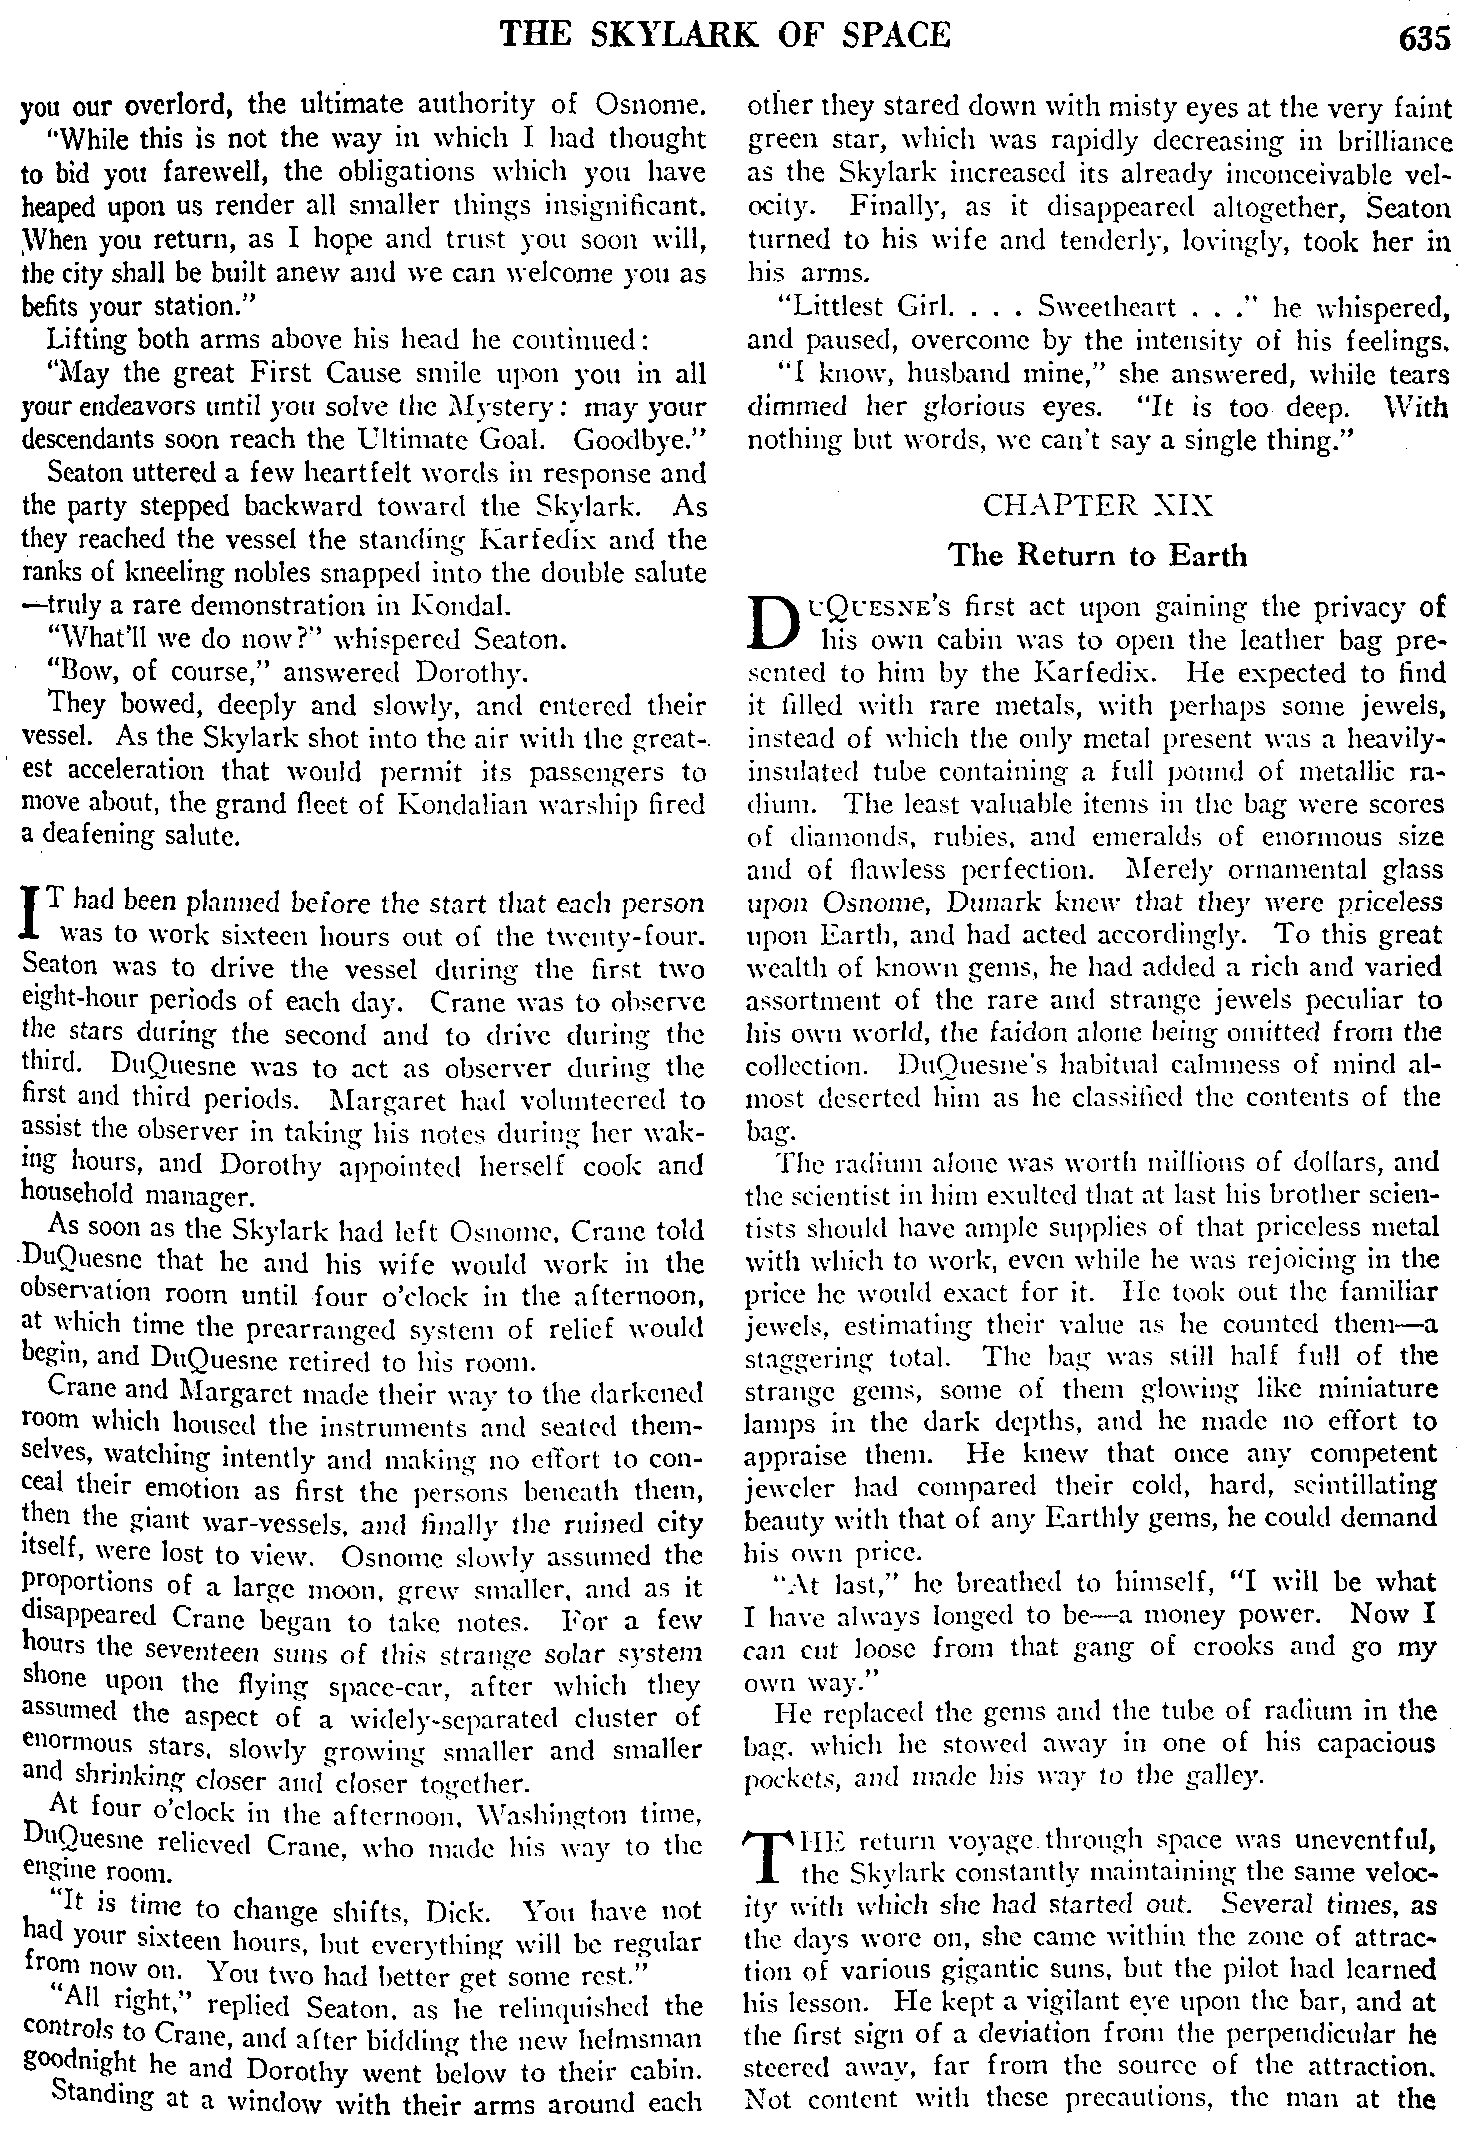 THE SKYLARK OF SPACE
635
you our overlord, the ultimate authority of Osnome.
"While this is not the way in which I had thought
to bid you farewell, the obligations which you have
heaped upon us render all smaller things insignificant.
When you return, as I hope and trust you soon will,
the city shall be built anew and we can welcome you as
befits your station."
Lifting both arms above his head he continued:
"May the great First Cause smile upon you in all
your endeavors until you solve the Mystery: may your
descendants soon reach the Ultimate Goal. Goodbye."
Seaton uttered a few heartfelt words in response and
the party stepped backward toward the Skylark. As
they reached the vessel the standing Karfedix and the
ranks of kneeling nobles snapped into the double salute
—truly a rare demonstration in Kondal.
"What'll we do now?" whispered Seaton.
"Bow, of course," answered Dorothy.
They bowed, deeply and slowly, and entered their
vessel. As the Skylark shot into the air with the great-
est acceleration that would permit its passengers to
move about, the grand fleet of Kondalian warship fired
a deafening salute.
IT had been planned before the start that each person
was to work sixteen hours out of the twenty-four.
Seaton was to drive the vessel during the first two
eight-hour periods of each day. Crane was to observe
the stars during the second and to drive during the
third. DuQuesne was to act as observer during the
first and third periods. Margaret had volunteered to
assist the observer in taking his notes during her wak-
ing hours, and Dorothy appointed herself cook and
household manager.
As soon as the Skylark had left Osnome, Crane told
DuQuesne that he and his wife would work in the
observation room until four o'clock in the afternoon,
at which time the prearranged system of relief would
begin, and DuQuesne retired to his room.
Crane and Margaret made their way to the darkened
room which housed the instruments and seated them-
selves, watching intently and making no effort to con-
ceal their emotion as first the persons beneath them,
then the giant war-vessels, and finally the ruined city
itself, were lost to view. Osnome slowly assumed the
proportions of a large moon, grew smaller, and as it
disappeared Crane began to take notes. For a few
hours the seventeen suns of this strange solar system
shone upon the flying space-car, after which they
assumed the aspect of a widely-separated cluster of
enormous stars, slowly growing smaller and smaller
and shrinking closer and closer together.
At four o'clock in the afternoon, Washington time,
DuQuesne relieved Crane, who made his way to the
engine room.
"It is time to change shifts, Dick. You have not
had your sixteen hours, but everything will be regular
from now on. You two had better get some rest."
"All right," replied Seaton, as he relinquished the
controls to Crane, and after bidding the new helmsman
goodnight he and Dorothy went below to their cabin.
Standing at a window with their arms around each
other they stared down with misty eyes at the very faint
green star, which was rapidly decreasing in brilliance
as the Skylark increased its already inconceivable vel-
ocity. Finally, as it disappeared altogether, Seaton
turned to his wife and tenderly, lovingly, took her in
his arms.
"Littlest Girl. . . . Sweetheart . . ." he whispered,
and paused, overcome by the intensity of his feelings.
"I know, husband mine," she answered, while tears
dimmed her glorious eyes. "It is too deep. With
nothing but words, we can't say a single thing."
CHAPTER XIX
The Return to Earth
DUQUESNE'S first act upon gaining the privacy of
his own cabin was to open the leather bag pre-
sented to him by the Karfedix. He expected to find
it filled with rare metals, with perhaps some jewels,
instead of which the only metal present was a heavily-
insulated tube containing a full pound of metallic ra-
dium. The least valuable items in the bag were scores
of diamonds, rubies, and emeralds of enormous size
and of flawless perfection. Merely ornamental glass
upon Osnome, Dunark knew that they were priceless
upon Earth, and had acted accordingly. To this great
wealth of known gems, he had added a rich and varied
assortment of the rare and strange jewels peculiar to
his own world, the faidon alone being omitted from the
collection. DuQuesne's habitual calmness of mind al-
most deserted him as he classified the contents of the
bag.
The radium alone was worth millions of dollars, and
the scientist in him exulted that at last his brother scien-
tists should have ample supplies of that priceless metal
with which to work, even while he was rejoicing in the
price he would exact for it. He took out the familiar
jewels, estimating their value as he counted them—a
staggering total. The bag was still half full of the
strange gems, some of them glowing like miniature
lamps in the dark depths, and he made no effort to
appraise them. He knew that once any competent
jeweler had compared their cold, hard, scintillating
beauty with that of any Earthly gems, he could demand
his own price.
"At last," he breathed to himself, "I will be what
I have always longed to be—a money power. Now I
can cut loose from that gang of crooks and go my
own way."
He replaced the gems and the tube of radium in the
bag, which he stowed away in one of his capacious
pockets, and made his way to the galley.
THE return voyage through space was uneventful,
the Skylark constantly maintaining the same veloc-
ity with which she had started out. Several times, as
the days wore on, she came within the zone of attrac-
tion of various gigantic suns, but the pilot had learned
his lesson. He kept a vigilant eye upon the bar, and at
the first sign of a deviation from the perpendicular he
steered away, far from the source of the attraction.
Not content with these precautions, the man at the